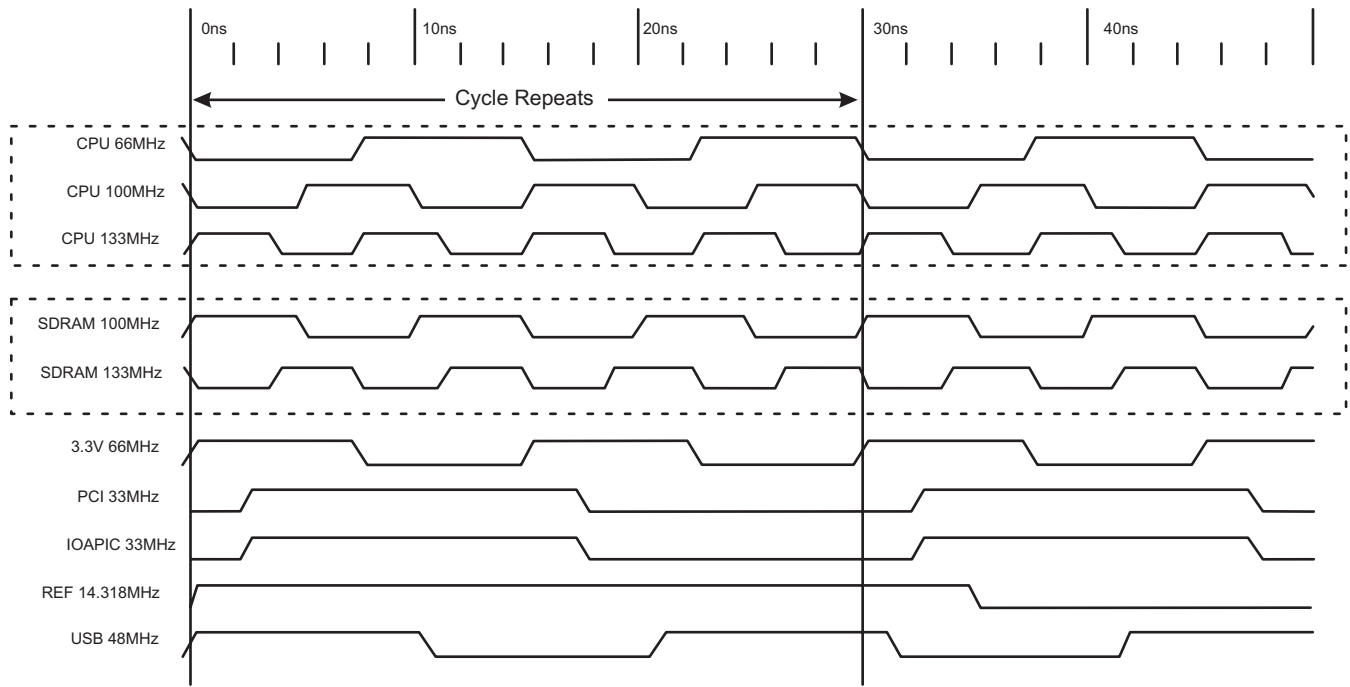 0ns 10ns 20ns 30ns 40ns
Cycle Repeats
CPU 66MHz
CPU 100MHz
CPU 133MHz
SDRAM 100MHz
SDRAM 133MHz
3.3V 66MHz
PCI 33MHz
IOAPIC 33MHz
REF 14.318MHz
USB 48MHz